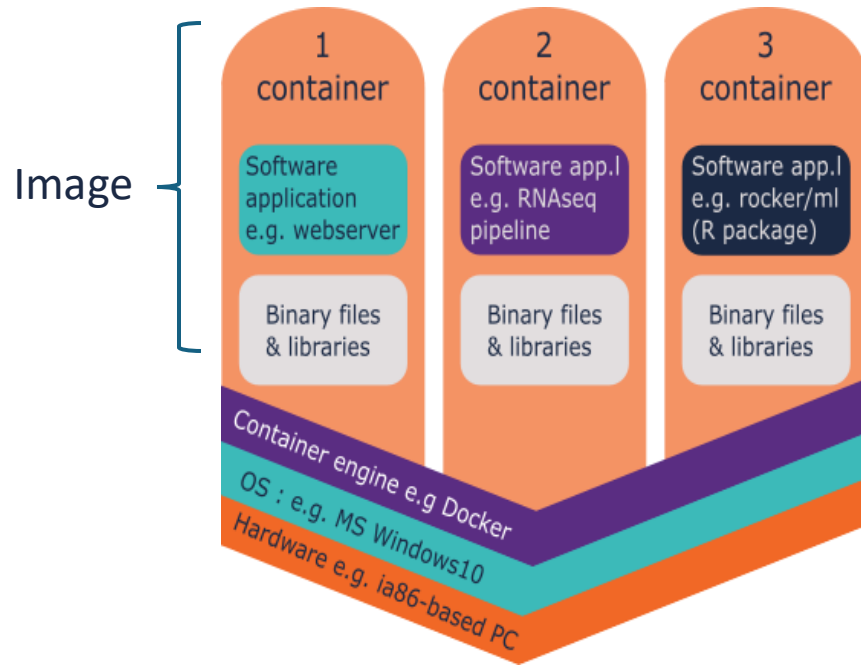 Image
1
container
Software
application
e.g. webserver
Binary files
& libraries
2
container
Software app.l
e.g. RNAseq
pipeline
Binary files
& libraries
3
container
Software app.l
e.g. rocker/ml
(R package)
Binary files
& libraries
Container engine e.g Docker
OS : e.g. MS Windows10
Hardware e.g. ia86-based PC